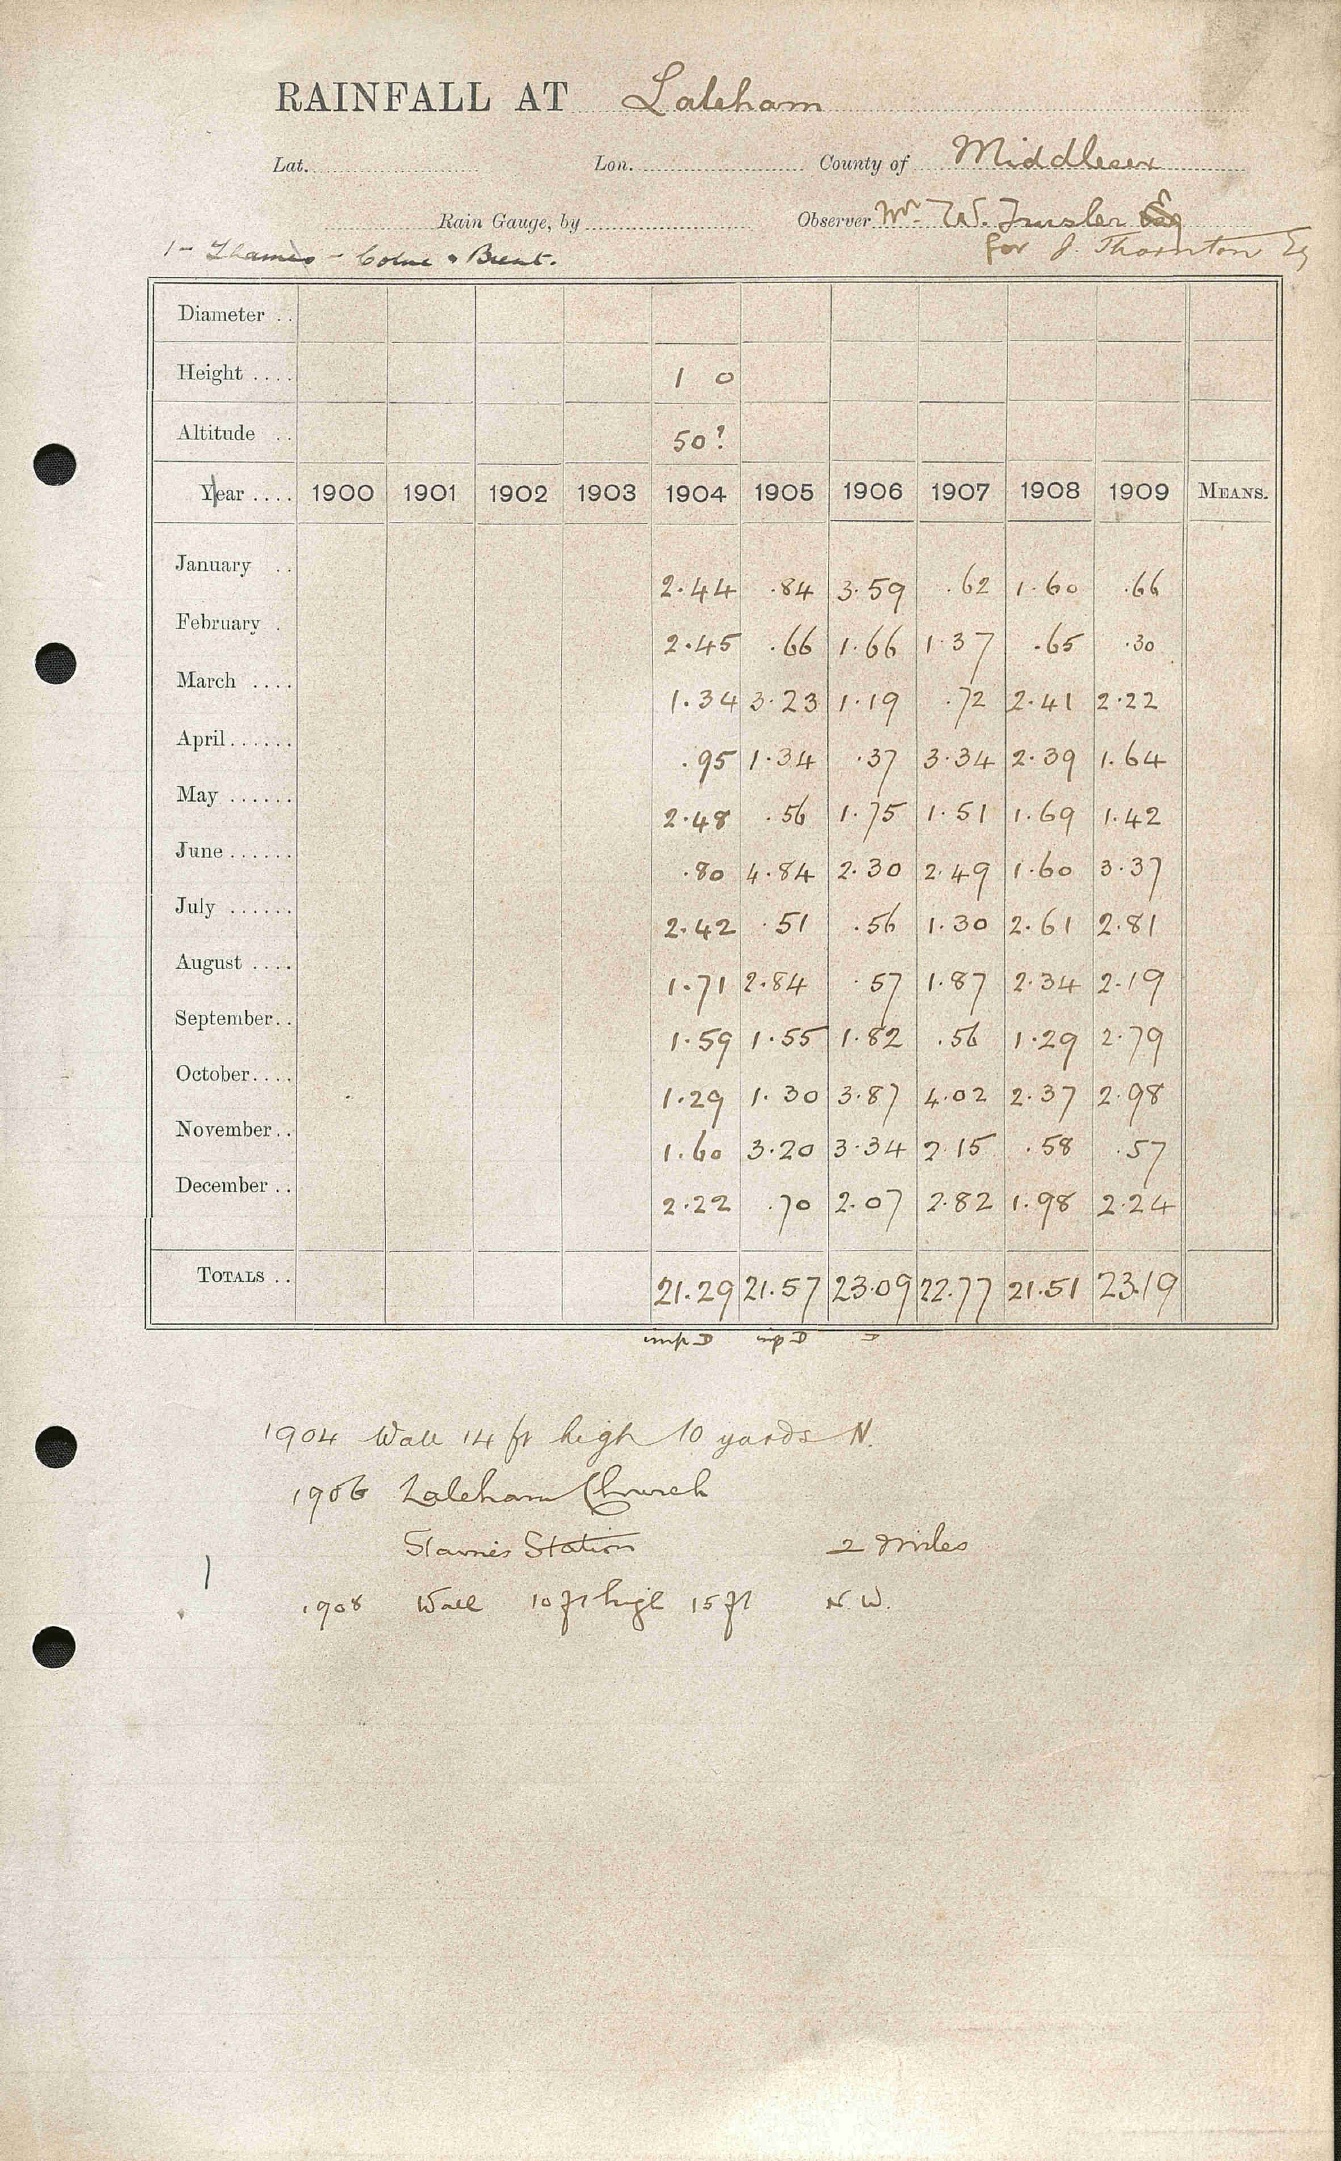 RAINFALL AT Laleham
Lat. Lon. County of Middlesex
Rain Gauge, by Observer Mr. W. Trusler Esq
for J. Thornton Esq
1 - Thames - Colne & Brent.
Diameter ..
Height .... 1 0
Altitude .. 50?
Year .... 1900 1901 1902 1903 1904 1905 1906 1907 1908 1909 MEANS.
January .. 2.44 .84 3.59 .62 1.60 .66
February . 2.45 .66 1.66 1.37 .65 .30
March .... 1.34 3.23 1.19 .72 2.41 2.22
April...... .95 1.34 .37 3.34 2.39 1.64
May ...... 2.48 .56 1.75 1.51 1.69 1.42
June ...... .80 4.84 2.30 2.49 1.60 3.37
July ...... 2.42 .51 .56 1.30 2.61 2.81
August .... 1.71 2.84 .57 1.87 2.34 2.19
September.. 1.59 1.55 1.82 .56 1.29 2.79
October.... 1.29 1.30 3.87 4.02 2.37 2.98
November.. 1.60 3.20 3.34 2.15 .58 .57
December .. 2.22 .70 2.07 2.82 1.98 2.24
TOTALS .. 21.29 21.57 23.09 22.77 21.51 23.19
imp D imp D D
1904 Wall 14 ft high 10 yards N.
1906 Laleham Church
Staines Station 2 miles
1908 Wall 10 ft high 15 ft N.W.